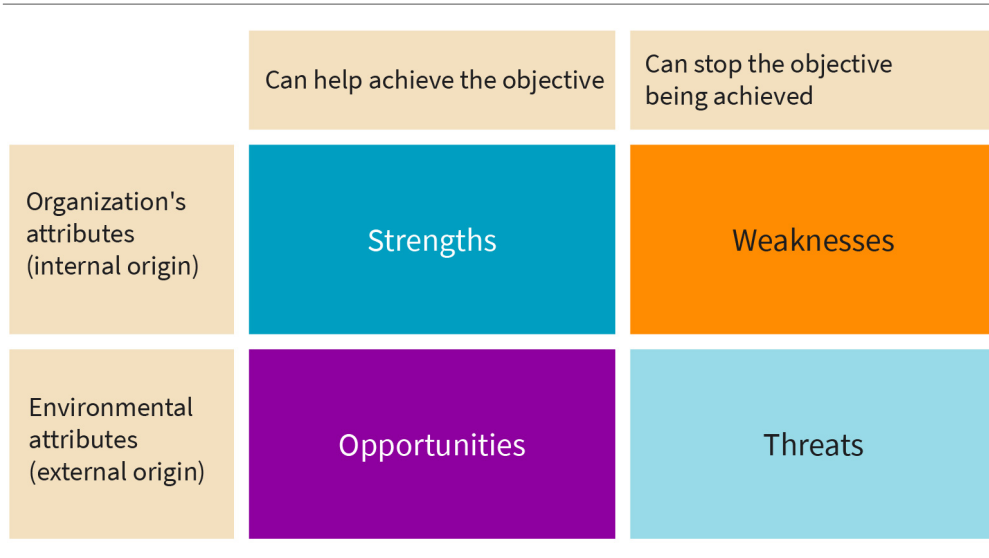 Can help achieve the objective
Can stop the objective
being achieved
Organization's
attributes
(internal origin)
Strengths
Weaknesses
Environmental
attributes
(external origin)
Opportunities
Threats